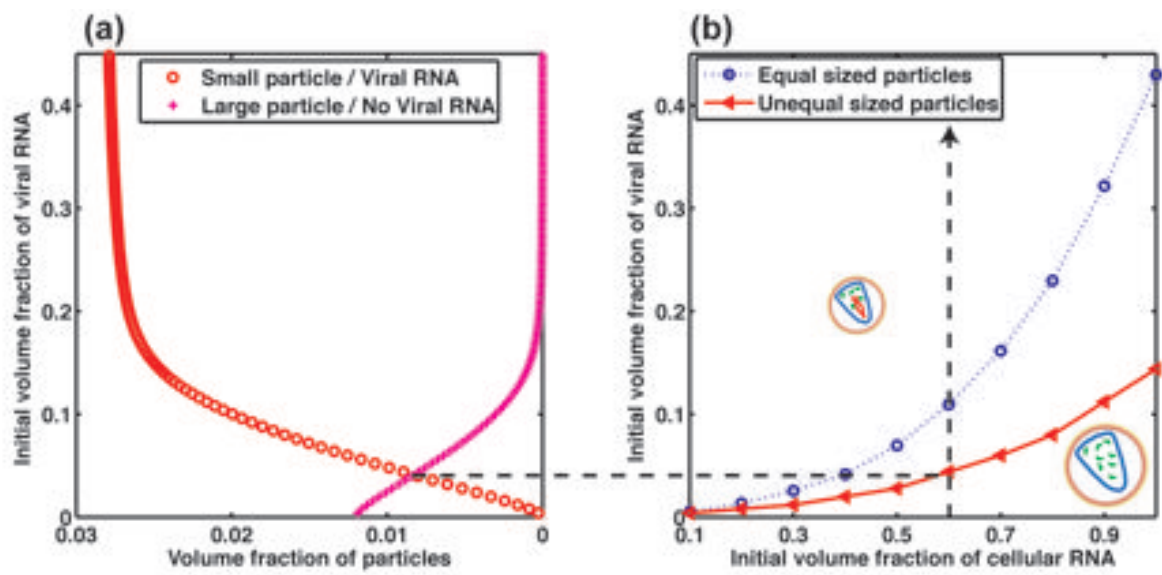 (a)
Small particle / Viral RNA
Large particle / No Viral RNA
Initial volume fraction of viral RNA
0.4
0.3
0.2
0.1
0
0.03
0.02
0.01
0
Volume fraction of particles
(b)
Equal sized particles
Unequal sized particles
Initial volume fraction of viral RNA
0.4
0.3
0.2
0.1
0
0.1
0.3
0.5
0.7
0.9
Initial volume fraction of cellular RNA